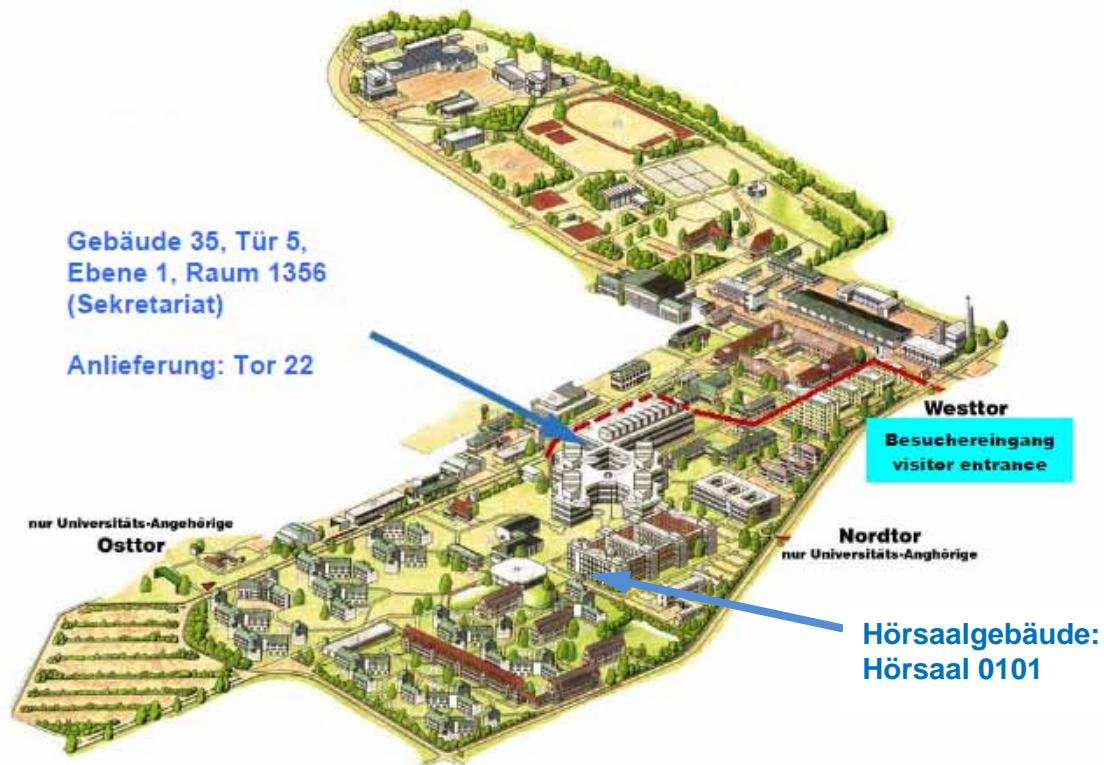 Gebäude 35, Tür 5,
Ebene 1, Raum 1356
(Sekretariat)
Anlieferung: Tor 22
Westtor
Besuchereingang
visitor entrance
nur Universitäts-Angehörige
Osttor
Nordtor
nur Universitäts-Anghörige
Hörsaalgebäude:
Hörsaal 0101